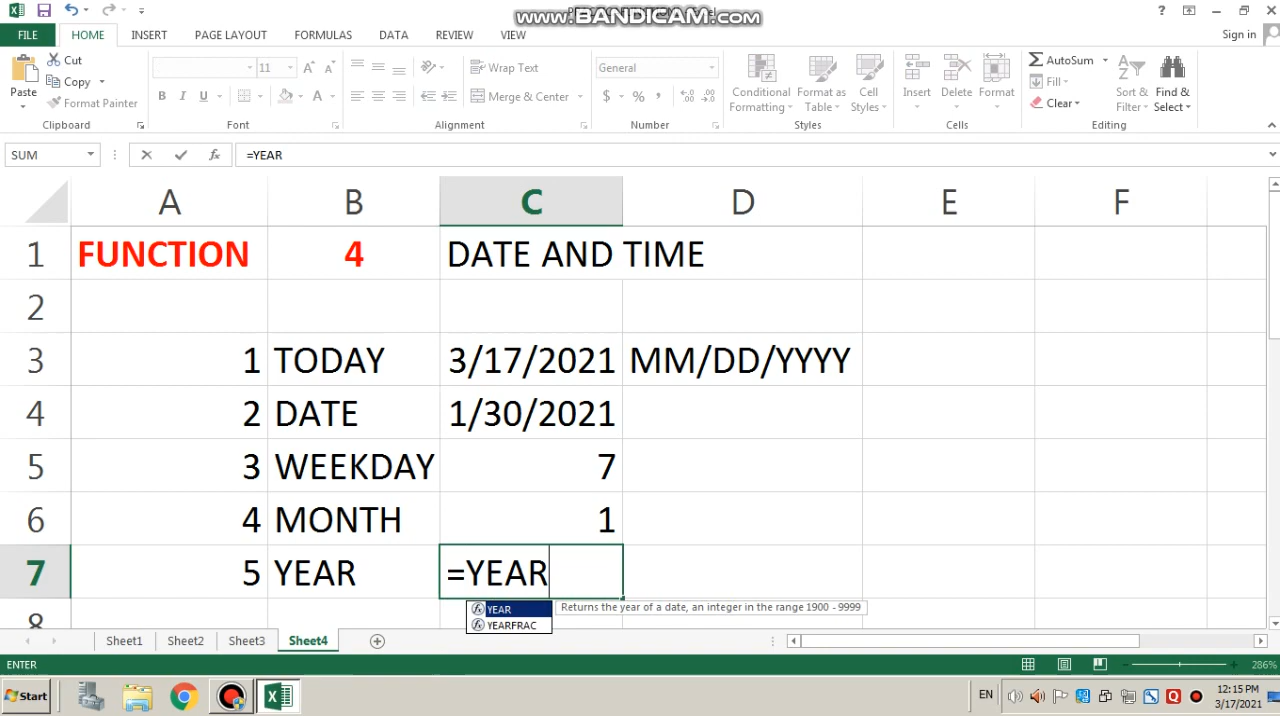 www.BANDICAM.com
Sign in
FILE HOME INSERT PAGE LAYOUT FORMULAS DATA REVIEW VIEW
Paste
Cut
Copy
Format Painter
Clipboard
11
B I U
Font
Wrap Text
Merge & Center
Alignment
General
$ % ,
Number
Conditional Formatting
Format as Table
Cell Styles
Styles
Insert Delete Format
Cells
AutoSum
Fill
Clear
Sort & Filter
Find & Select
Editing
SUM fx =YEAR
A B C D E F
1 FUNCTION 4 DATE AND TIME
2
3 1 TODAY 3/17/2021 MM/DD/YYYY
4 2 DATE 1/30/2021
5 3 WEEKDAY 7
6 4 MONTH 1
7 5 YEAR =YEAR
YEAR Returns the year of a date, an integer in the range 1900 - 9999
YEARFRAC
8
Sheet1 Sheet2 Sheet3 Sheet4
ENTER 286%
Start EN 12:15 PM
3/17/2021